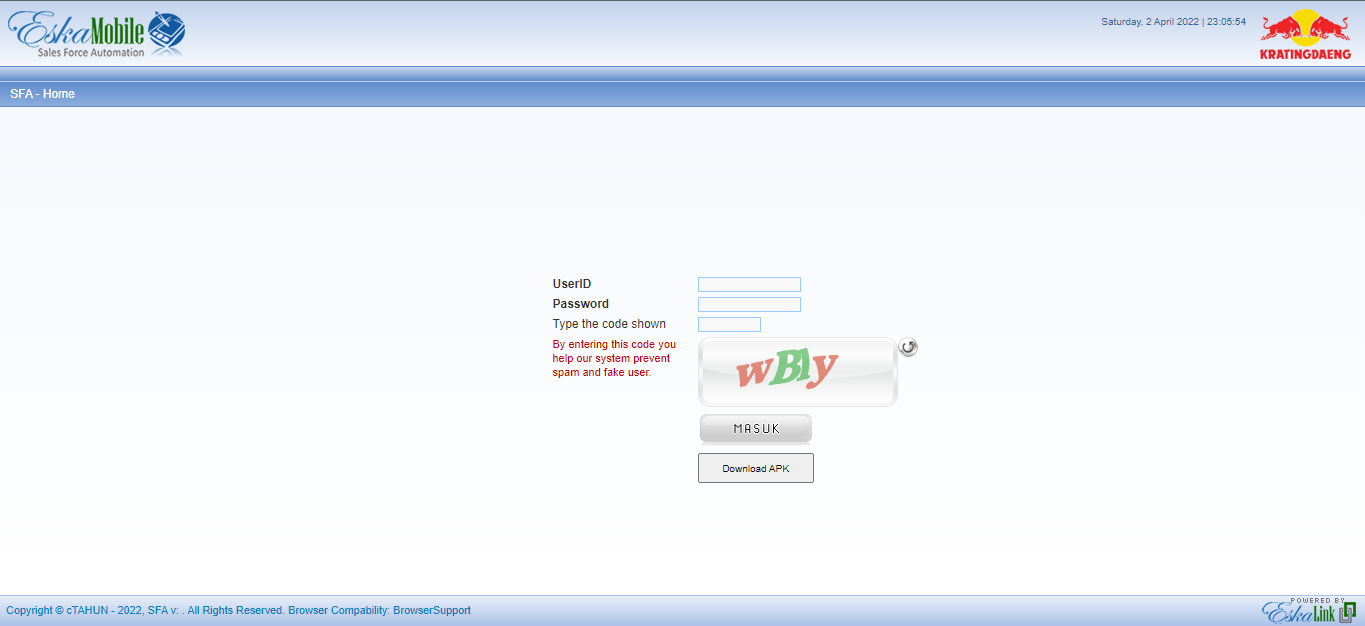 EskaMobile
Sales Force Automation
Saturday, 2 April 2022 | 23:05:54
KRATINGDAENG
SFA - Home
UserID
Password
Type the code shown
By entering this code you
help our system prevent
spam and fake user.
wBly
MASUK
Download APK
Copyright © cTAHUN - 2022, SFA v: . All Rights Reserved. Browser Compability: BrowserSupport
POWERED BY
EskaLink